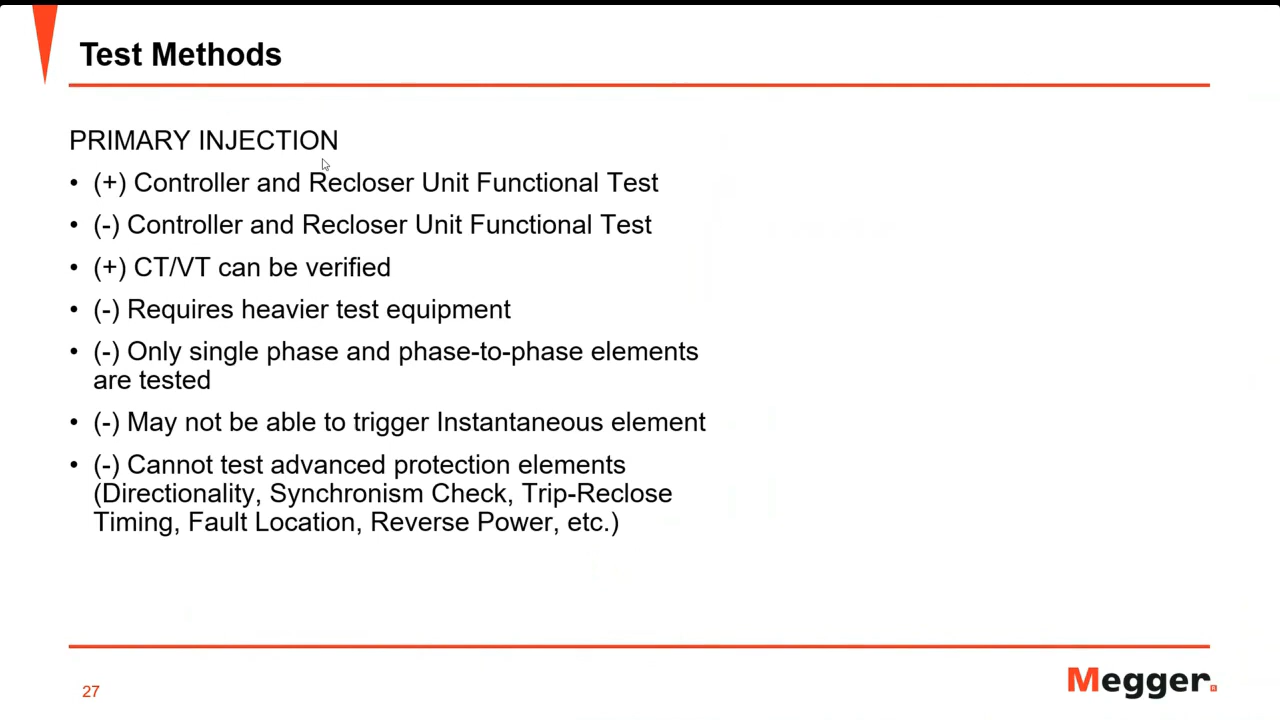 Test Methods
PRIMARY INJECTION
• (+) Controller and Recloser Unit Functional Test
• (-) Controller and Recloser Unit Functional Test
• (+) CT/VT can be verified
• (-) Requires heavier test equipment
• (-) Only single phase and phase-to-phase elements
are tested
• (-) May not be able to trigger Instantaneous element
• (-) Cannot test advanced protection elements
(Directionality, Synchronism Check, Trip-Reclose
Timing, Fault Location, Reverse Power, etc.)
27
Megger®